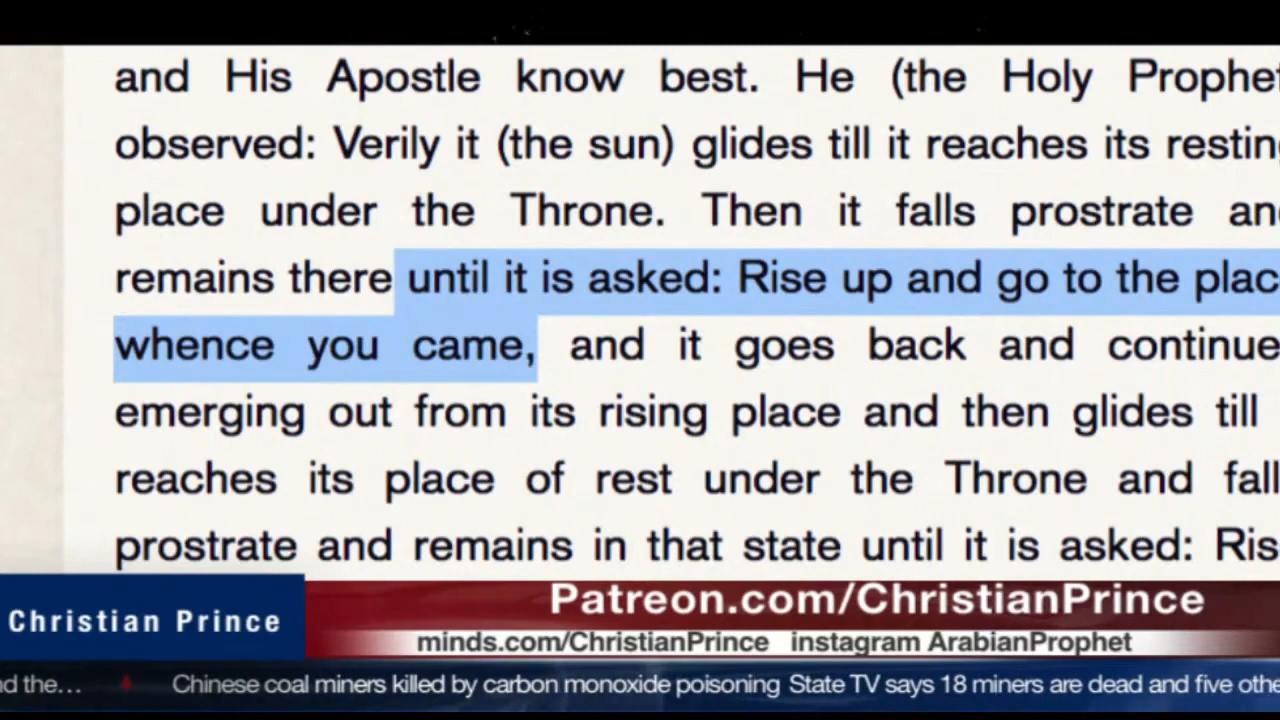 and His Apostle know best. He (the Holy Prophet
observed: Verily it (the sun) glides till it reaches its resting
place under the Throne. Then it falls prostrate and
remains there until it is asked: Rise up and go to the plac
whence you came, and it goes back and continue
emerging out from its rising place and then glides till
reaches its place of rest under the Throne and fall
prostrate and remains in that state until it is asked: Ris
Christian Prince
Patreon.com/ChristianPrince
minds.com/ChristianPrince instagram ArabianProphet
nd the... Chinese coal miners killed by carbon monoxide poisoning State TV says 18 miners are dead and five othe